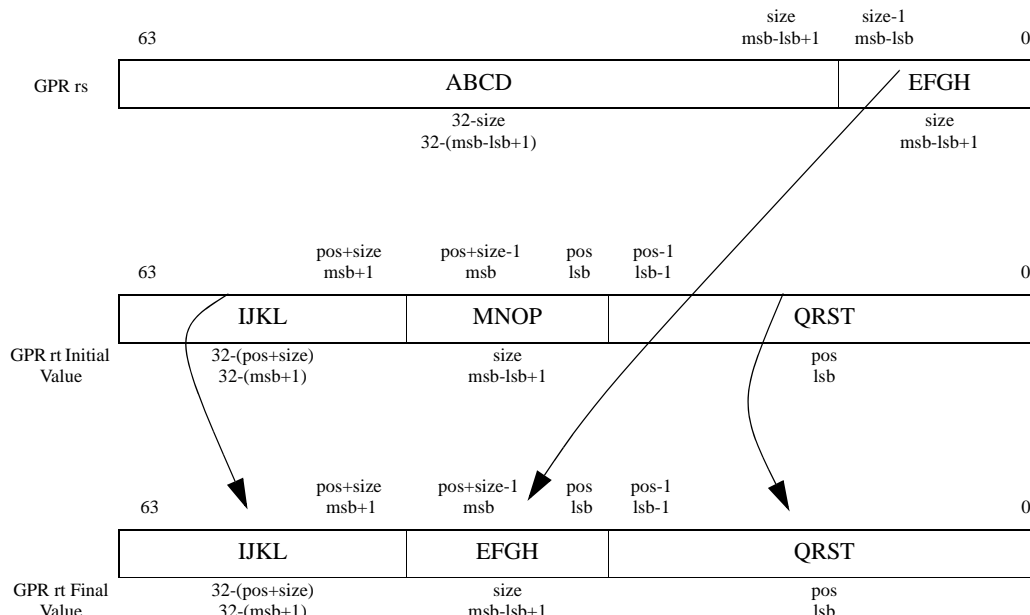 size size-1
63 msb-lsb+1 msb-lsb 0
GPR rs ABCD EFGH
32-size size
32-(msb-lsb+1) msb-lsb+1
pos+size pos+size-1 pos pos-1
63 msb+1 msb lsb lsb-1 0
IJKL MNOP QRST
GPR rt Initial 32-(pos+size) size pos
Value 32-(msb+1) msb-lsb+1 lsb
pos+size pos+size-1 pos pos-1
63 msb+1 msb lsb lsb-1 0
IJKL EFGH QRST
GPR rt Final 32-(pos+size) size pos
Value 32-(msb+1) msb-lsb+1 lsb